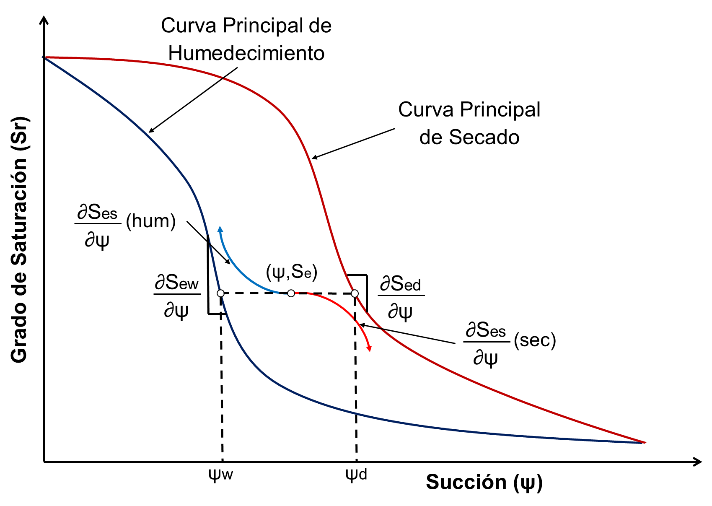 Curva Principal de
Humedecimiento
Curva Principal
de Secado
∂Ses
∂ψ
(hum)
(ψ,Se)
∂Sew
∂ψ
∂Sed
∂ψ
∂Ses
∂ψ
(sec)
Grado de Saturación (Sr)
ψw
ψd
Succión (ψ)